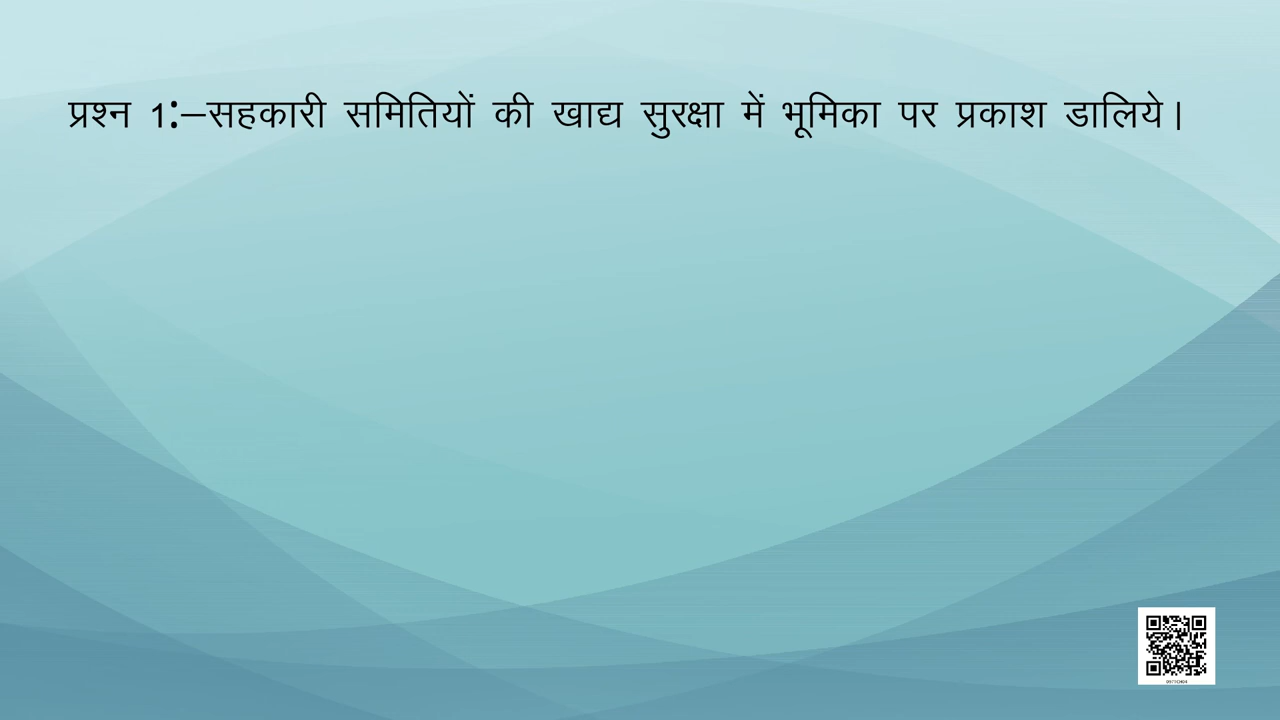 प्रश्न 1:–सहकारी समितियों की खाद्य सुरक्षा में भूमिका पर प्रकाश डालिये।